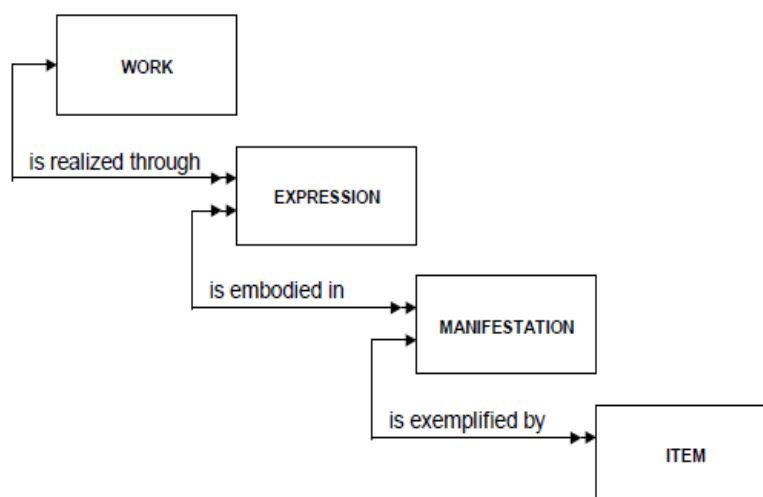 WORK
is realized through
EXPRESSION
is embodied in
MANIFESTATION
is exemplified by
ITEM